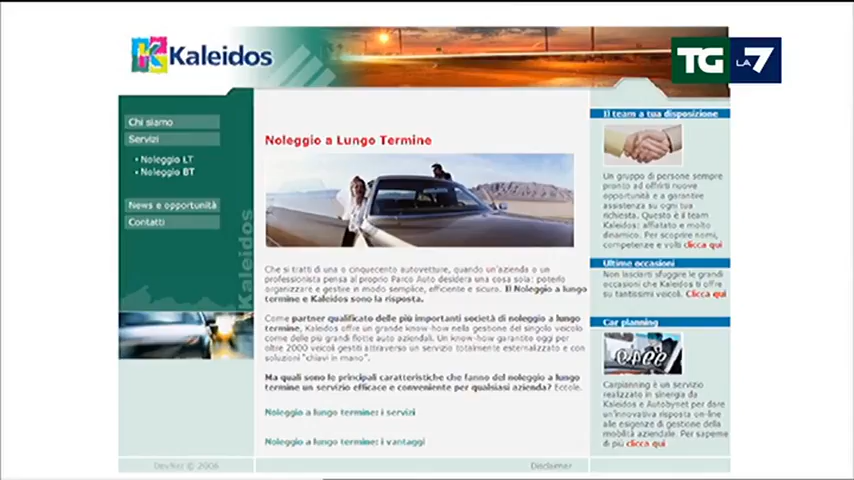 Kaleidos
TG LA 7
Chi siamo
Servizi
• Noleggio LT
• Noleggio BT
News e opportunità
Contatti
Kaleidos
Noleggio a Lungo Termine
Che si tratti di una o cinquecento autovetture, quando un'azienda o un
professionista pensa al proprio Parco Auto desidera una cosa sola: poterlo
organizzare e gestire in modo semplice, efficiente e sicuro. Il Noleggio a lungo
termine e Kaleidos sono la risposta.
Come partner qualificato delle più importanti società di noleggio a lungo
termine, Kaleidos offre un grande know-how nella gestione del singolo veicolo
come delle più grandi flotte auto aziendali. Un know-how garantito oggi per
oltre 2000 veicoli gestiti attraverso un servizio totalmente esternalizzato e con
soluzioni "chiavi in mano".
Ma quali sono le principali caratteristiche che fanno del noleggio a lungo
termine un servizio efficace e conveniente per qualsiasi azienda? Eccole.
Noleggio a lungo termine: i servizi
Noleggio a lungo termine: i vantaggi
Il team a tua disposizione
Un gruppo di persone sempre
pronto ad offrirti nuove
opportunità e a garantire
assistenza su ogni tua
richiesta. Questo è il team
Kaleidos: affiatato e molto
dinamico. Per scoprire nomi,
competenze e volti clicca qui
Ultime occasioni
Non lasciarti sfuggire le grandi
occasioni che Kaleidos ti offre
su tantissimi veicoli. Clicca qui
Car planning
Carplanning è un servizio
realizzato in sinergia da
Kaleidos e Autobynet per dare
un'innovativa risposta on-line
alle esigenze di gestione della
mobilità aziendale. Per saperne
di più clicca qui
DevNet © 2006
Disclaimer